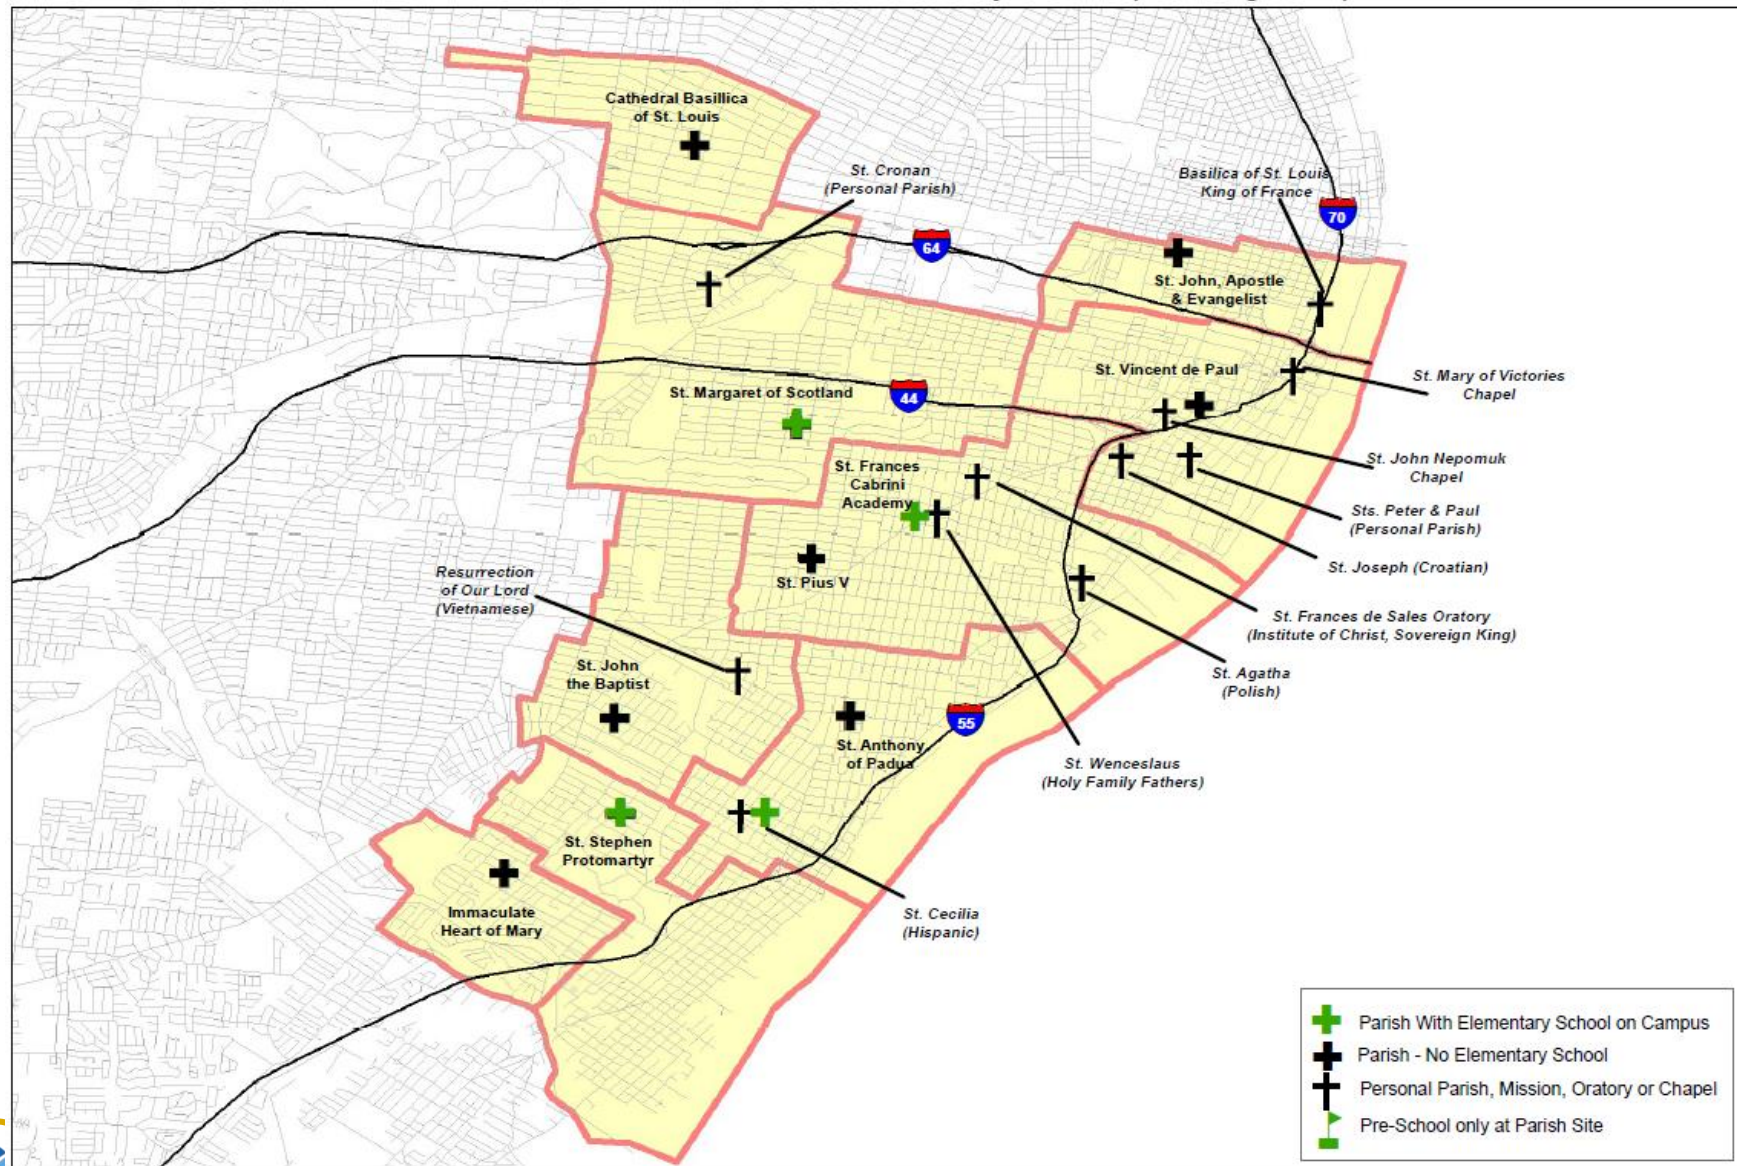 Cathedral Basillica
of St. Louis
St. Cronan
(Personal Parish)
Basilica of St. Louis
King of France
70
64
St. John, Apostle
& Evangelist
St. Vincent de Paul
St. Mary of Victories
Chapel
St. Margaret of Scotland
44
St. John Nepomuk
Chapel
St. Frances
Cabrini
Academy
Sts. Peter & Paul
(Personal Parish)
St. Joseph (Croatian)
St. Pius V
Resurrection
of Our Lord
(Vietnamese)
St. Frances de Sales Oratory
(Institute of Christ, Sovereign King)
St. Agatha
(Polish)
St. John
the Baptist
55
St. Anthony
of Padua
St. Wenceslaus
(Holy Family Fathers)
St. Stephen
Protomartyr
Immaculate
Heart of Mary
St. Cecilia
(Hispanic)
Parish With Elementary School on Campus
Parish - No Elementary School
Personal Parish, Mission, Oratory or Chapel
Pre-School only at Parish Site